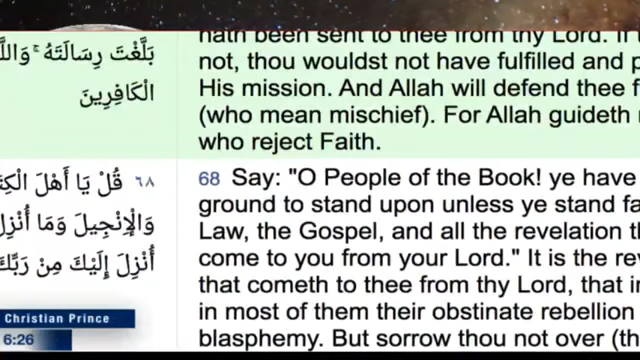 hath been sent to thee from thy Lord. If
بَلَّغْتَ رِسَالَتَهُ ۚ
not, thou wouldst not have fulfilled and p
His mission. And Allah will defend thee f
الْكَافِرِينَ
(who mean mischief). For Allah guideth
who reject Faith.
٦٨ قُلْ يَا أَهْلَ
68 Say: "O People of the Book! ye have
ground to stand upon unless ye stand fa
وَالْإِنْجِيلَ وَمَا أُنْزِلَ
Law, the Gospel, and all the revelation th
أُنْزِلَ إِلَيْكَ مِنْ رَبِّكَ
come to you from your Lord." It is the rev
that cometh to thee from thy Lord, that in
in most of them their obstinate rebellion
blasphemy. But sorrow thou not over (th
Christian Prince
6:26